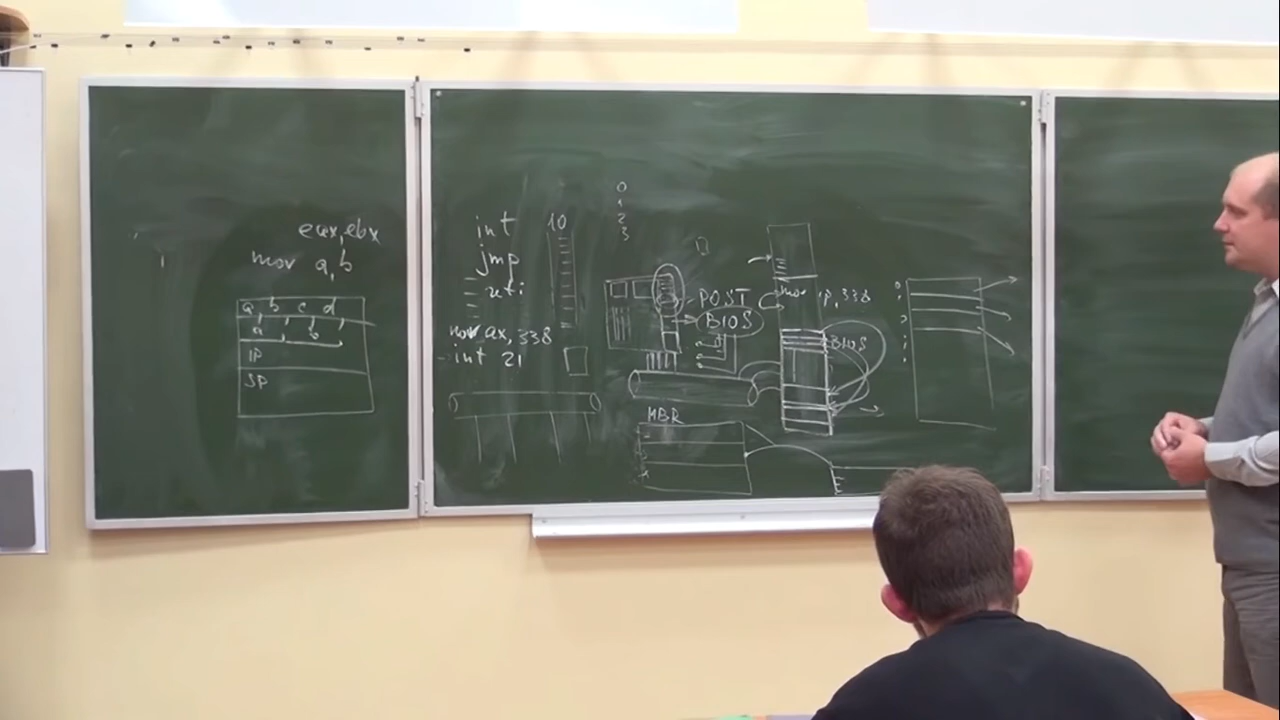 eax, ebx
mov a, b
a, b, c, d,
a, b,
IP
SP
int 10
jmp
mov ax, 338
int 21
0
1
2
3
POST
BIOS
MBR
mov ip, 338
BIOS